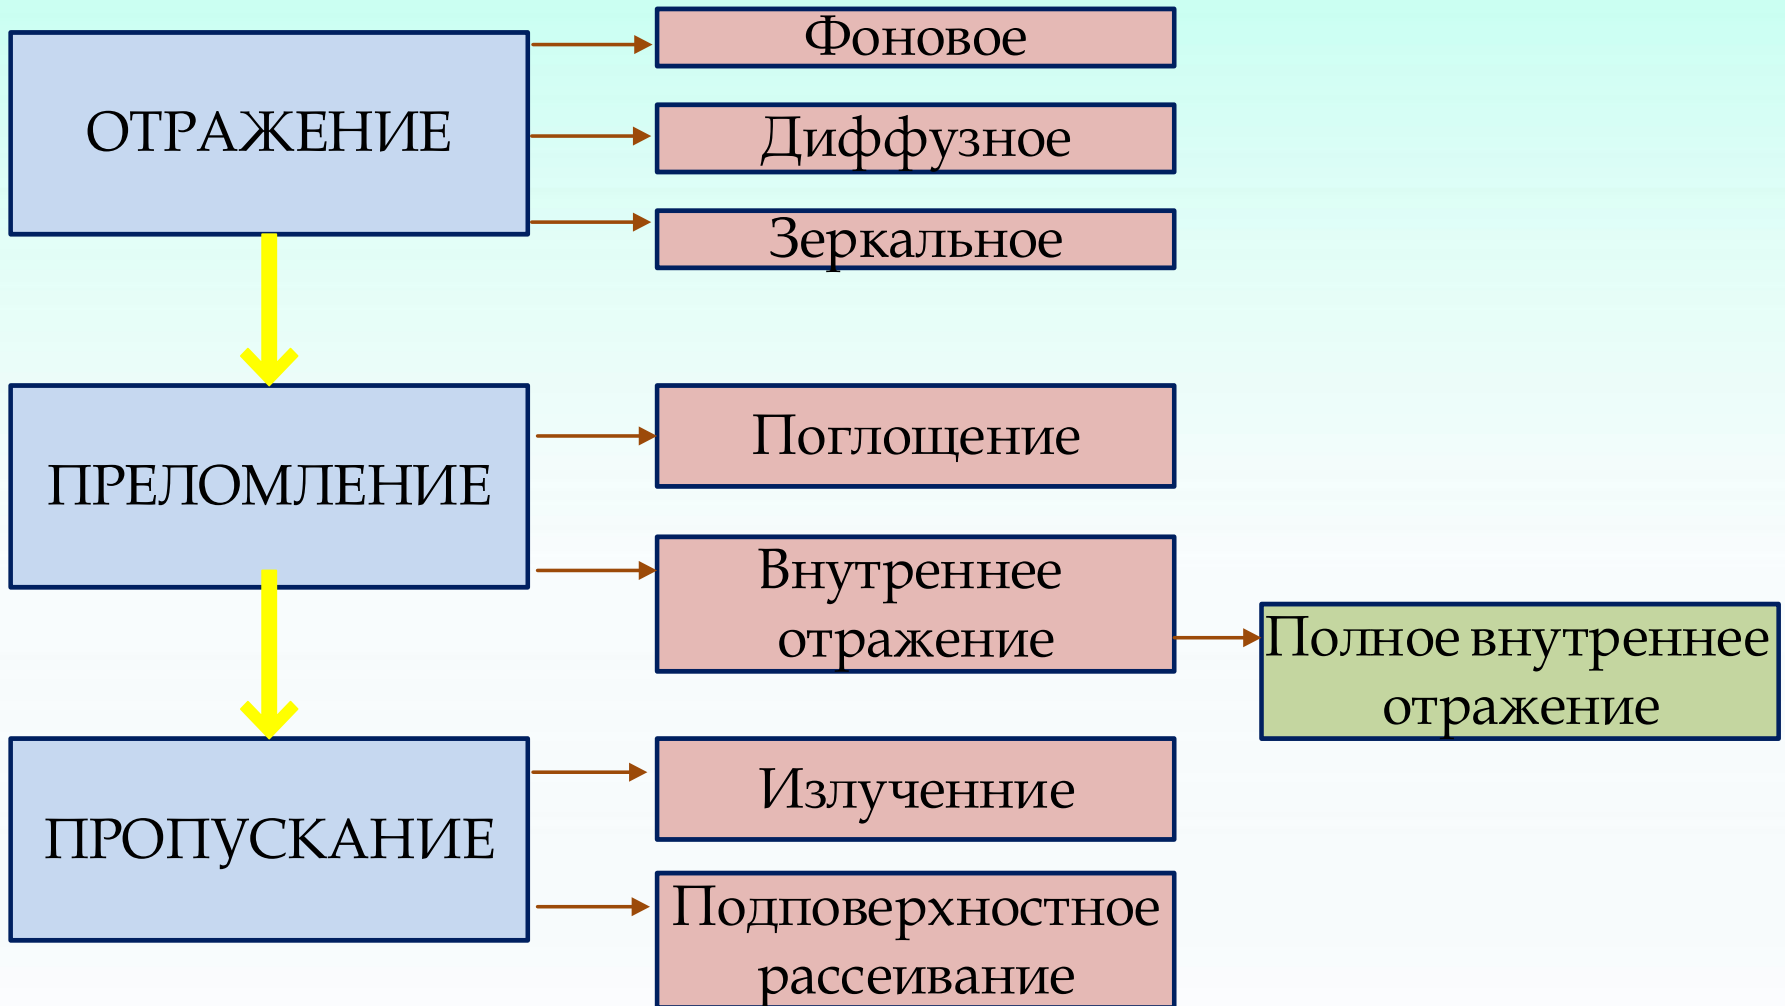 ОТРАЖЕНИЕ
Фоновое
Диффузное
Зеркальное
ПРЕЛОМЛЕНИЕ
Поглощение
Внутреннее
отражение
Полное внутреннее
отражение
ПРОПУСКАНИЕ
Излученние
Подповерхностное
рассеивание